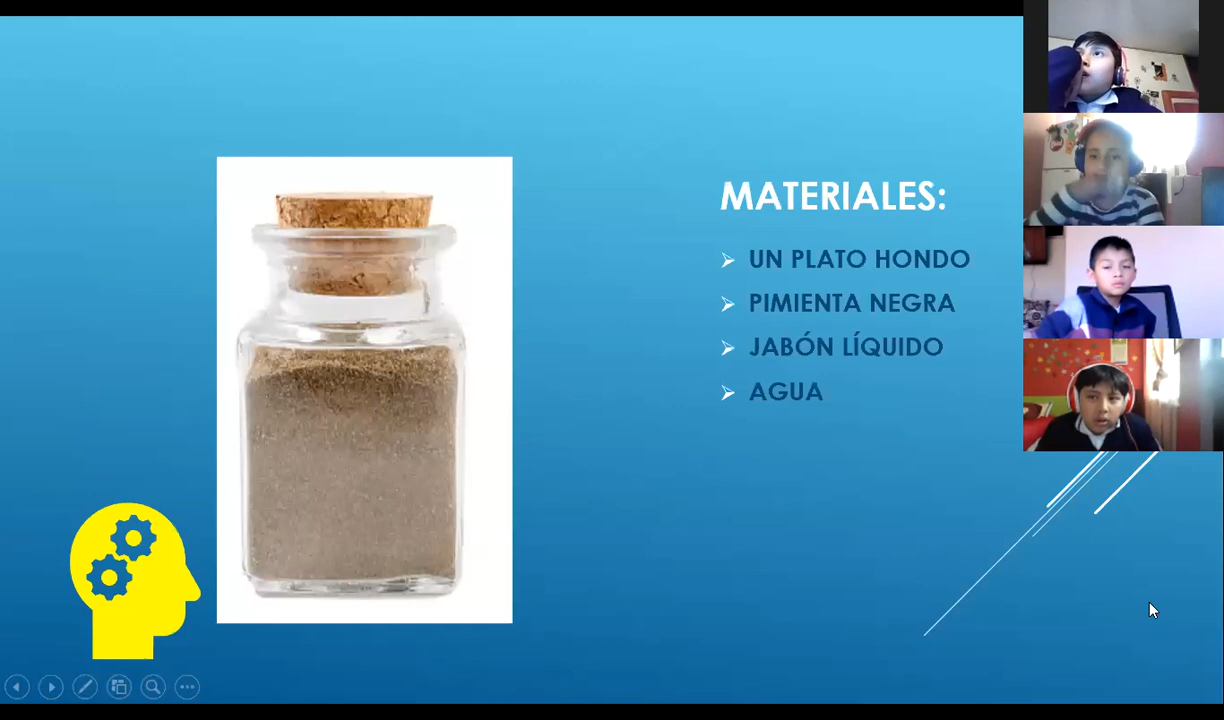 MATERIALES:
UN PLATO HONDO
PIMIENTA NEGRA
JABÓN LÍQUIDO
AGUA